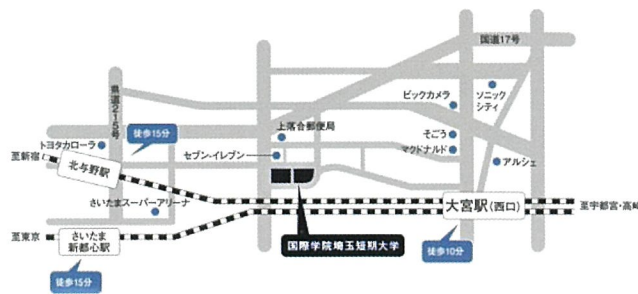 国道17号
県道215号
ビックカメラ
ソニック
シティ
上落合郵便局
徒歩15分
そごう
トヨタカローラ
セブン-イレブン
マクドナルド
アルシェ
至新宿
北与野駅
さいたまスーパーアリーナ
大宮駅(西口)
至宇都宮・高崎
至東京
さいたま
新都心駅
国際学院埼玉短期大学
徒歩10分
徒歩15分